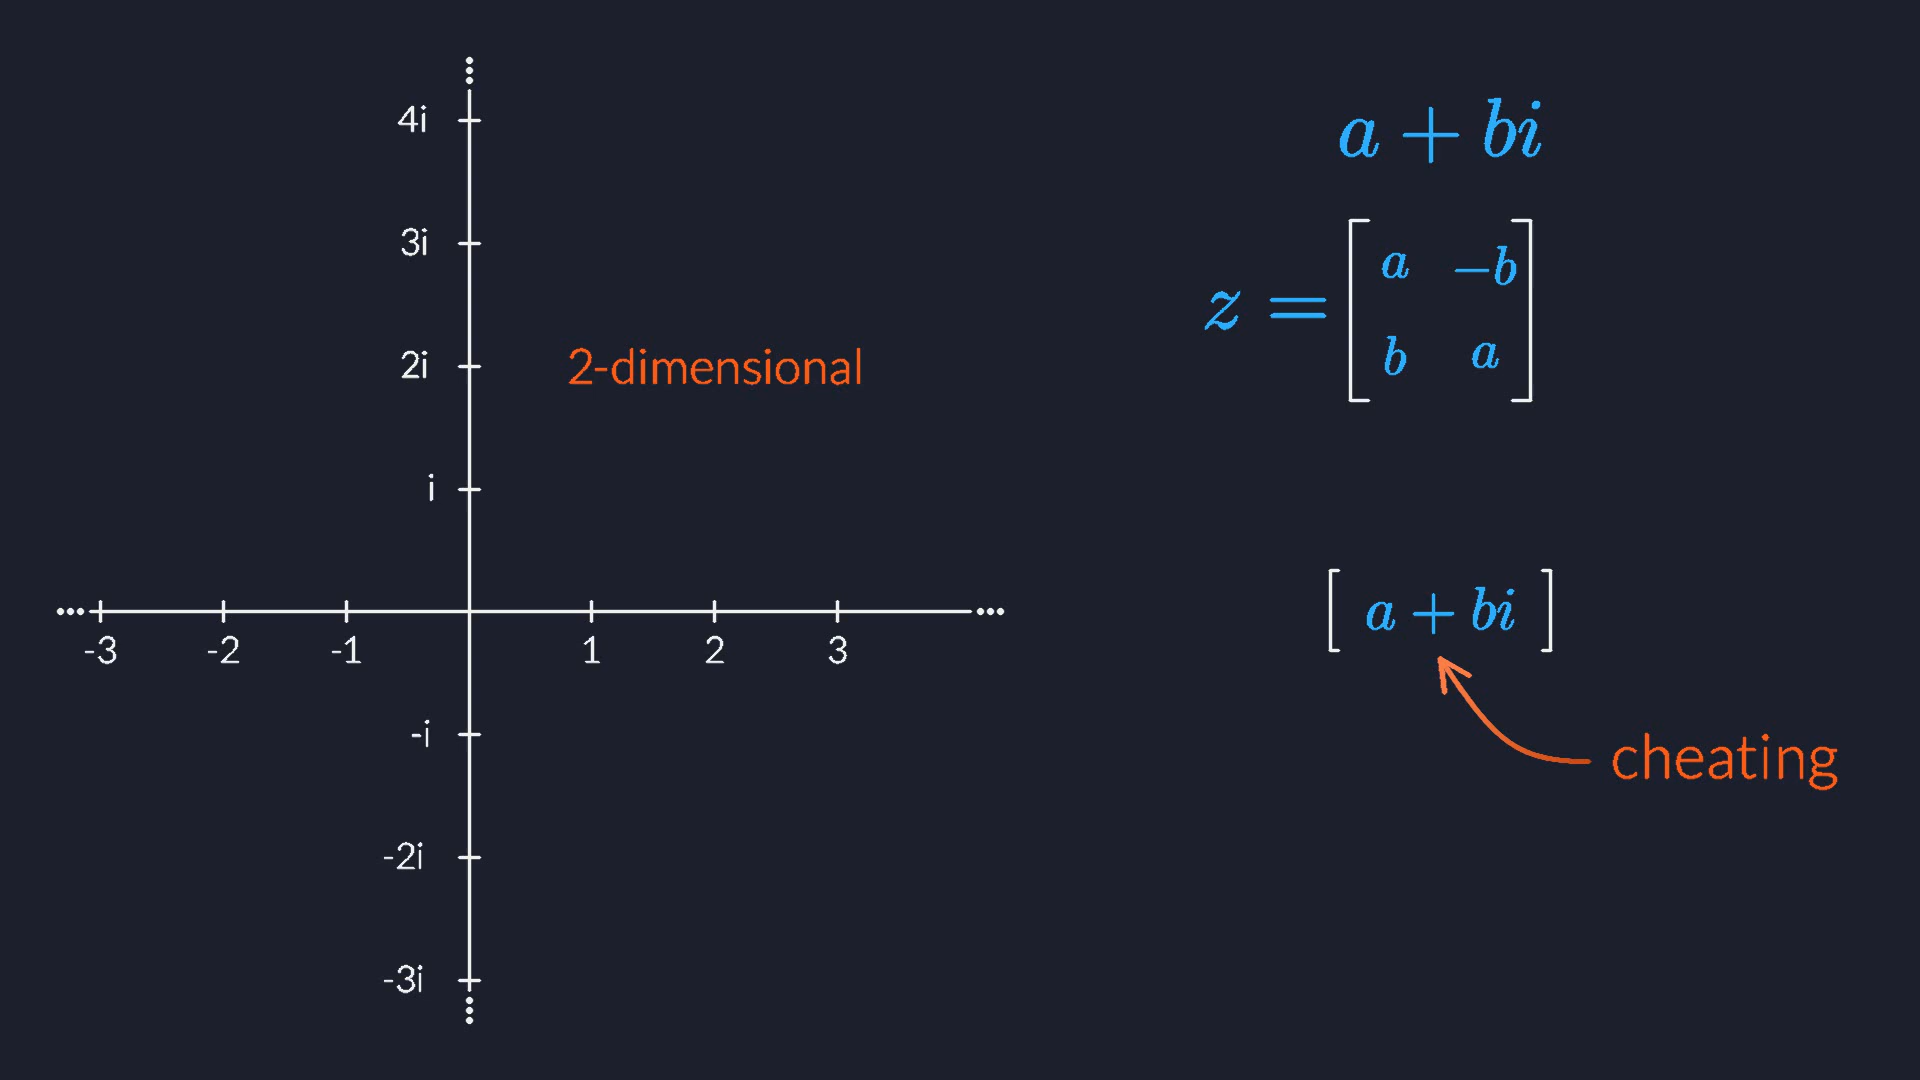 4i
3i
2i
i
-3 -2 -1 1 2 3
-i
-2i
-3i
2-dimensional
a + bi
z = [ a -b
b a ]
[ a + bi ]
cheating